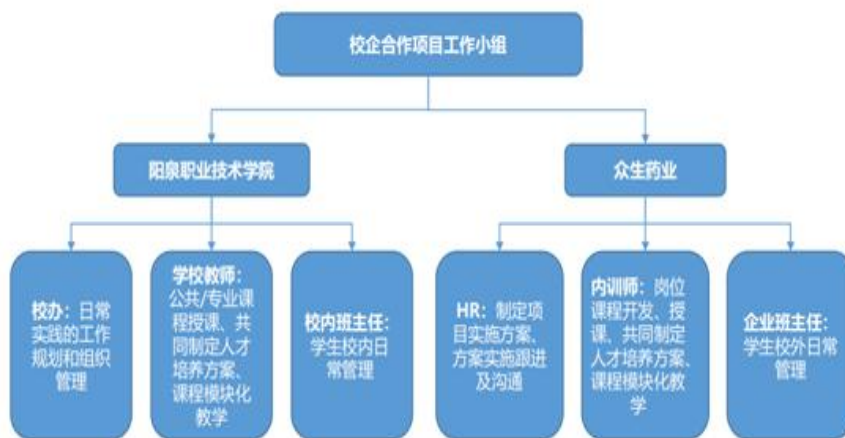 校企合作项目工作小组
阳泉职业技术学院
众生药业
校办：日常
实践的工作
规划和组织
管理
学校教师：
公共/专业课
程授课、共
同制定人才
培养方案、
课程模块化
教学
校内班主任：
学生校内日
常管理
HR：制定项
目实施方案、
方案实施跟进
及沟通
内训师：岗位
课程开发、授
课、共同制定
人才培养方案、
课程模块化教
学
企业班主任：
学生校外日常
管理